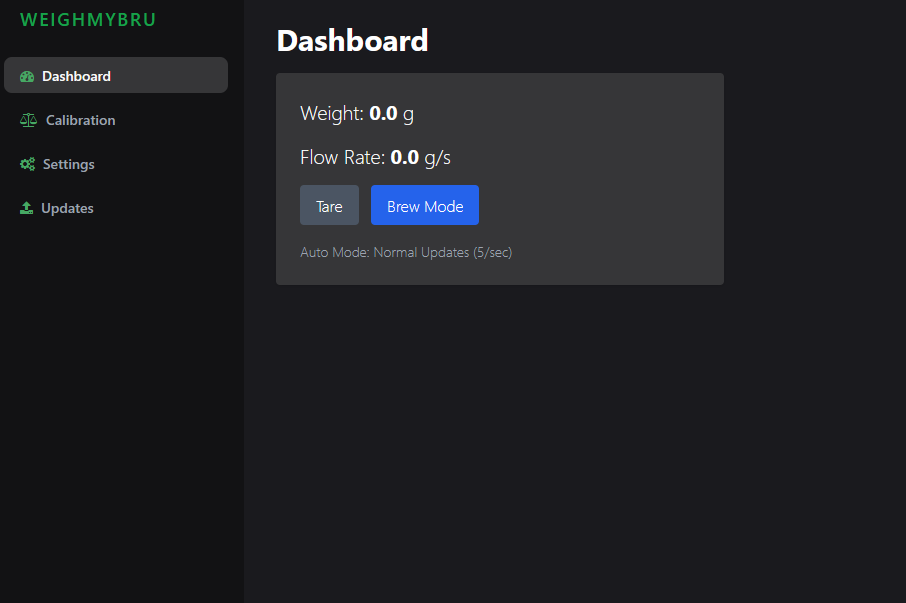 WEIGHMYBRU
Dashboard
Calibration
Settings
Updates
Dashboard
Weight: 0.0 g
Flow Rate: 0.0 g/s
Tare
Brew Mode
Auto Mode: Normal Updates (5/sec)